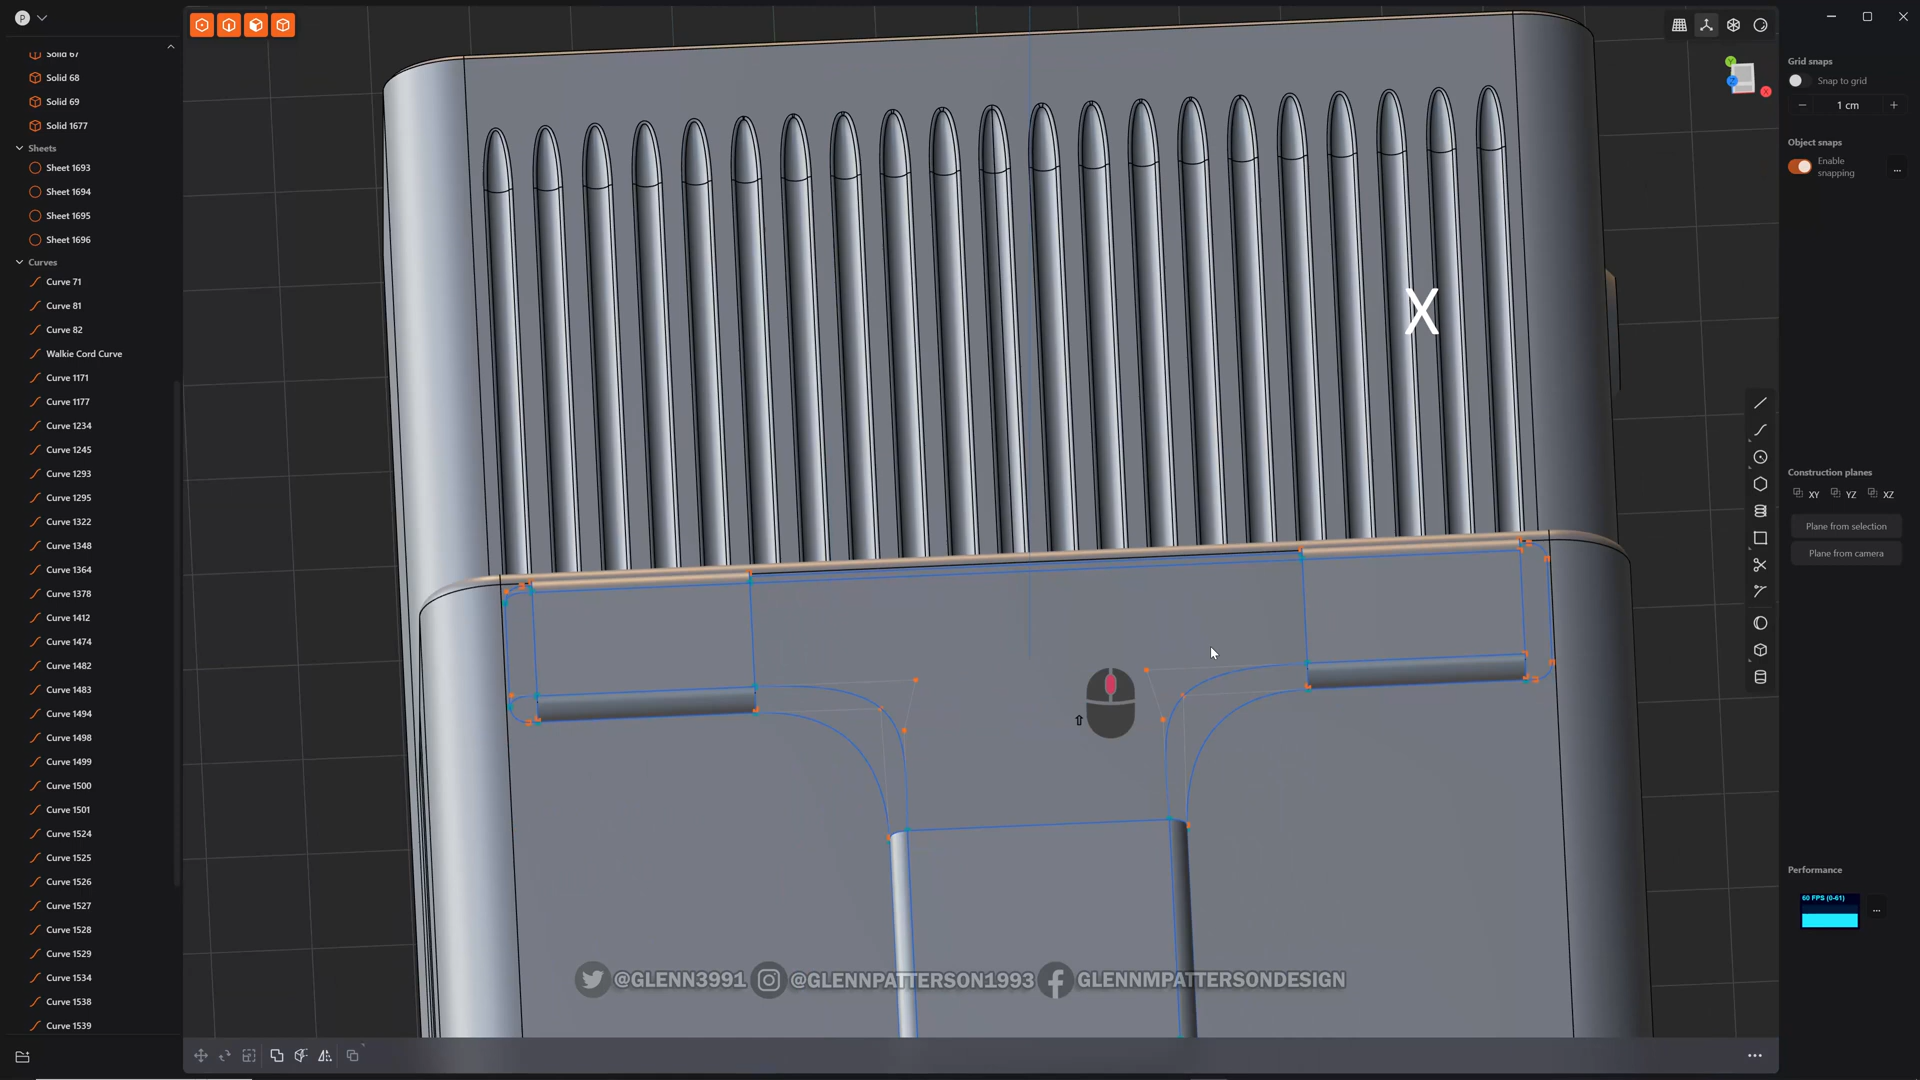 P
Solid 67
Solid 68
Solid 69
Solid 1677
Sheets
Sheet 1693
Sheet 1694
Sheet 1695
Sheet 1696
Curves
Curve 71
Curve 81
Curve 82
Walkie Cord Curve
Curve 1171
Curve 1177
Curve 1234
Curve 1245
Curve 1293
Curve 1295
Curve 1322
Curve 1348
Curve 1364
Curve 1378
Curve 1412
Curve 1474
Curve 1482
Curve 1483
Curve 1494
Curve 1498
Curve 1499
Curve 1500
Curve 1501
Curve 1524
Curve 1525
Curve 1526
Curve 1527
Curve 1528
Curve 1529
Curve 1534
Curve 1538
Curve 1539
X
@GLENN3991 @GLENNPATTERSON1993 GLENNMPATTERSONDESIGN
Y
Z
X
Grid snaps
Snap to grid
1 cm
Object snaps
Enable
snapping
...
Construction planes
XY YZ XZ
Plane from selection
Plane from camera
Performance
60 FPS (0-61)
...